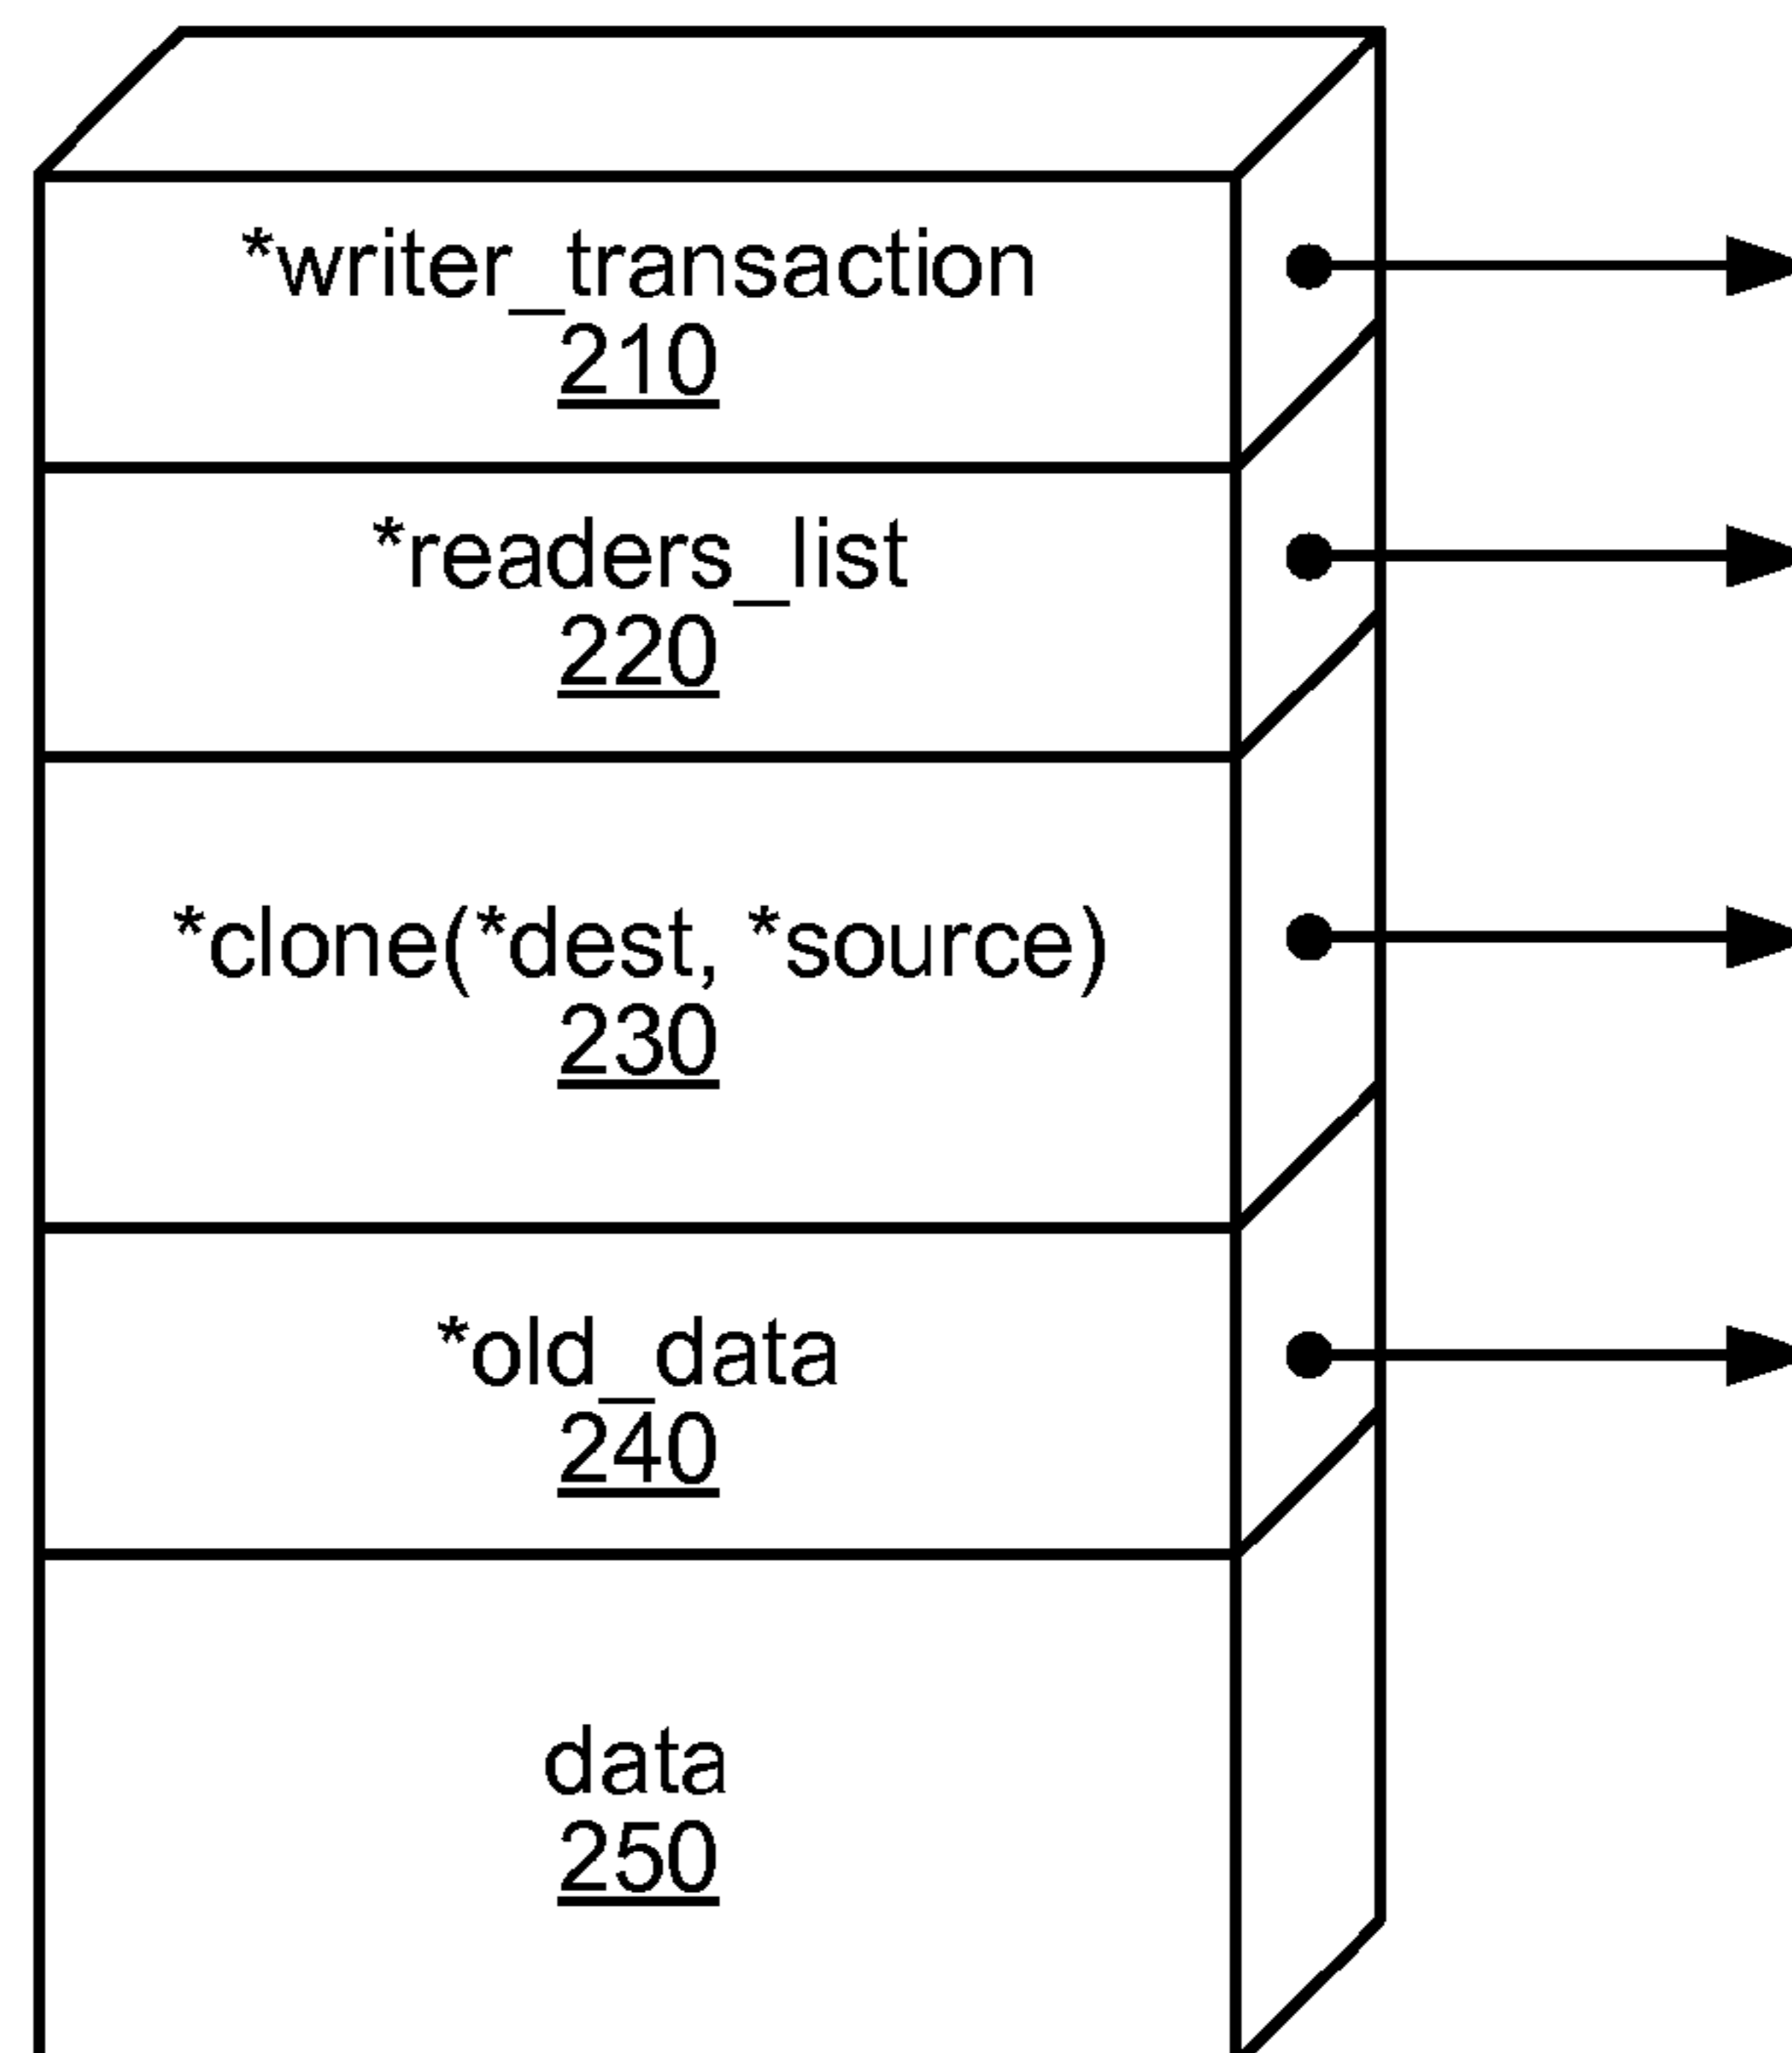 *writer_transaction
210
*readers_list
220
*clone(*dest, *source)
230
*old_data
240
data
250